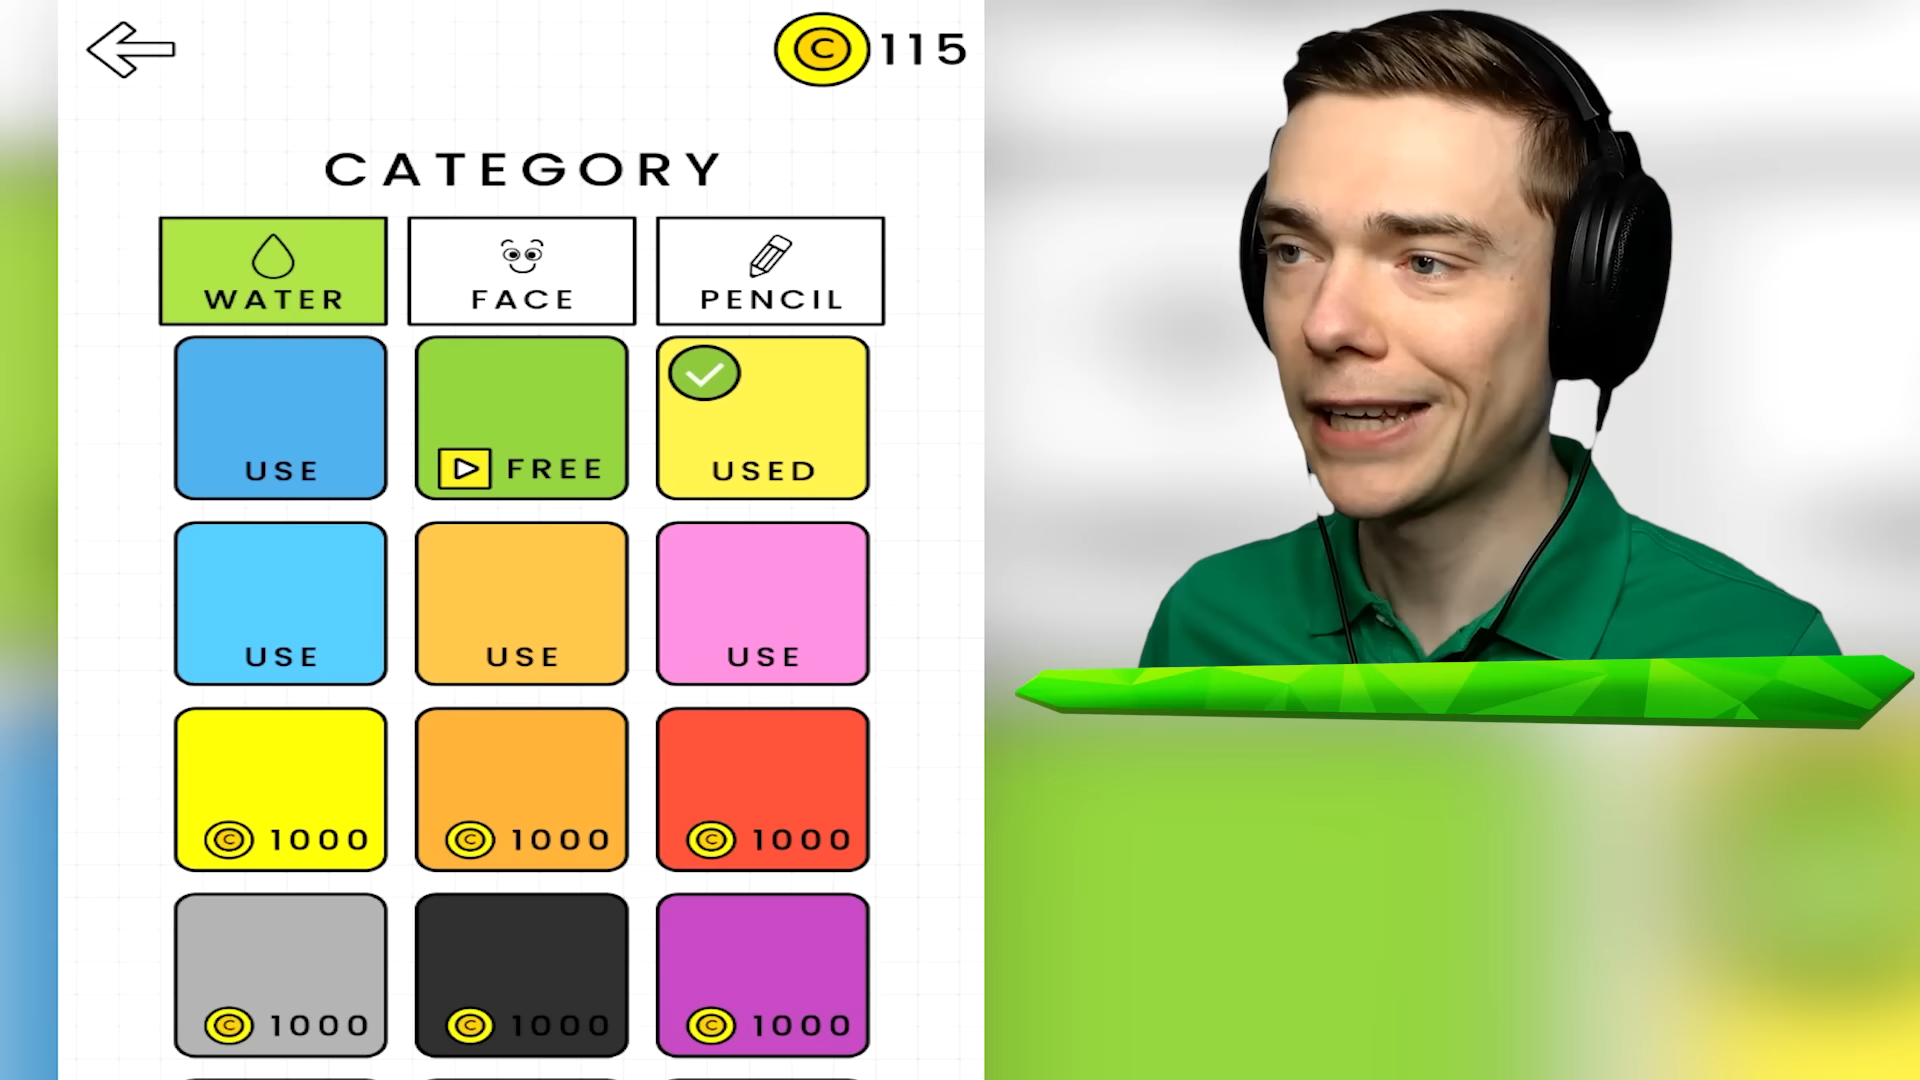 C 115
CATEGORY
WATER FACE PENCIL
USE FREE USED
USE USE USE
C 1000 C 1000 C 1000
C 1000 C 1000 C 1000